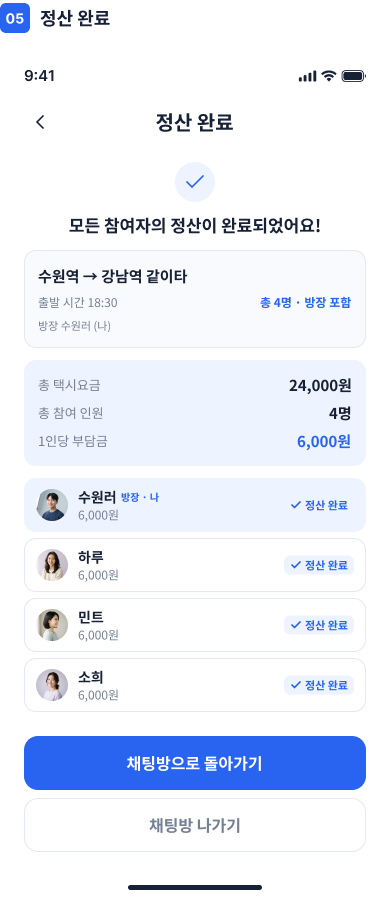 05 정산 완료
9:41
정산 완료
모든 참여자의 정산이 완료되었어요!
수원역 → 강남역 같이타
출발 시간 18:30 총 4명 · 방장 포함
방장 수원러 (나)
총 택시요금 24,000원
총 참여 인원 4명
1인당 부담금 6,000원
수원러 방장 · 나
6,000원
정산 완료
하루
6,000원
정산 완료
민트
6,000원
정산 완료
소희
6,000원
정산 완료
채팅방으로 돌아가기
채팅방 나가기